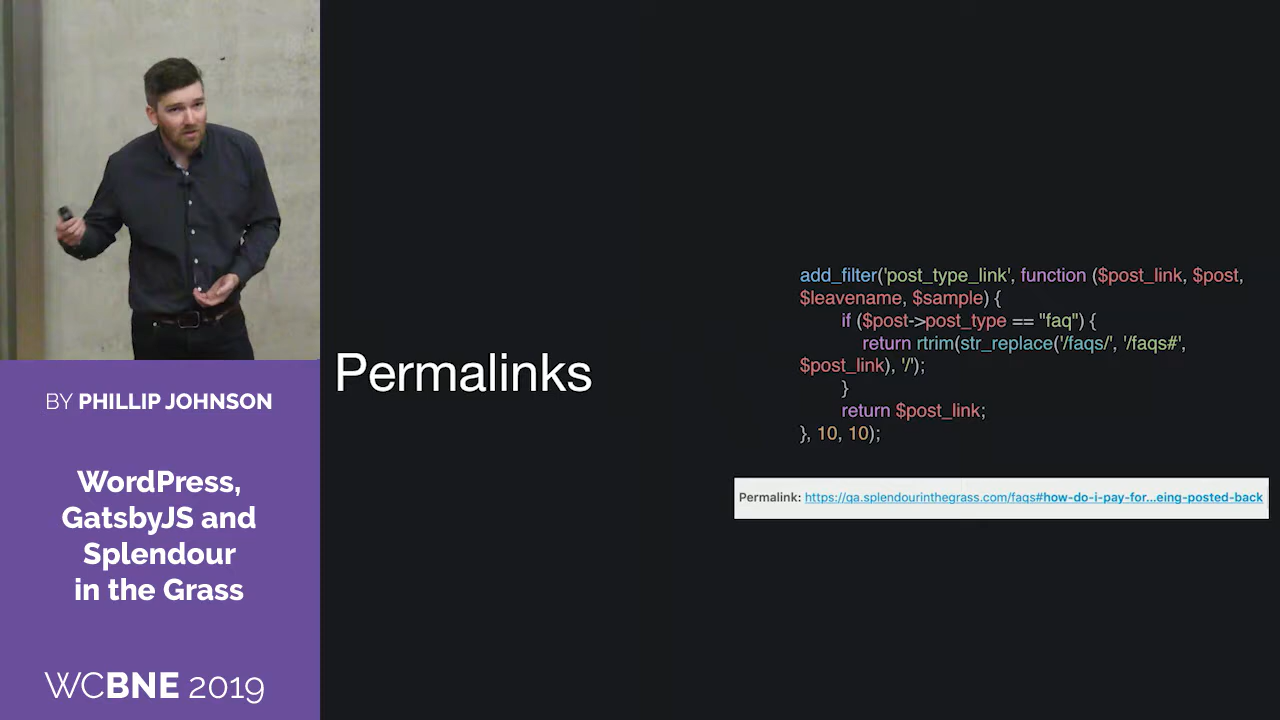 BY PHILLIP JOHNSON
WordPress,
GatsbyJS and
Splendour
in the Grass
WCBNE 2019
Permalinks
add_filter('post_type_link', function ($post_link, $post,
$leavename, $sample) {
if ($post->post_type == "faq") {
return rtrim(str_replace('/faqs/', '/faqs#',
$post_link), '/');
}
return $post_link;
}, 10, 10);
Permalink: https://qa.splendourinthegrass.com/faqs#how-do-i-pay-for...eing-posted-back